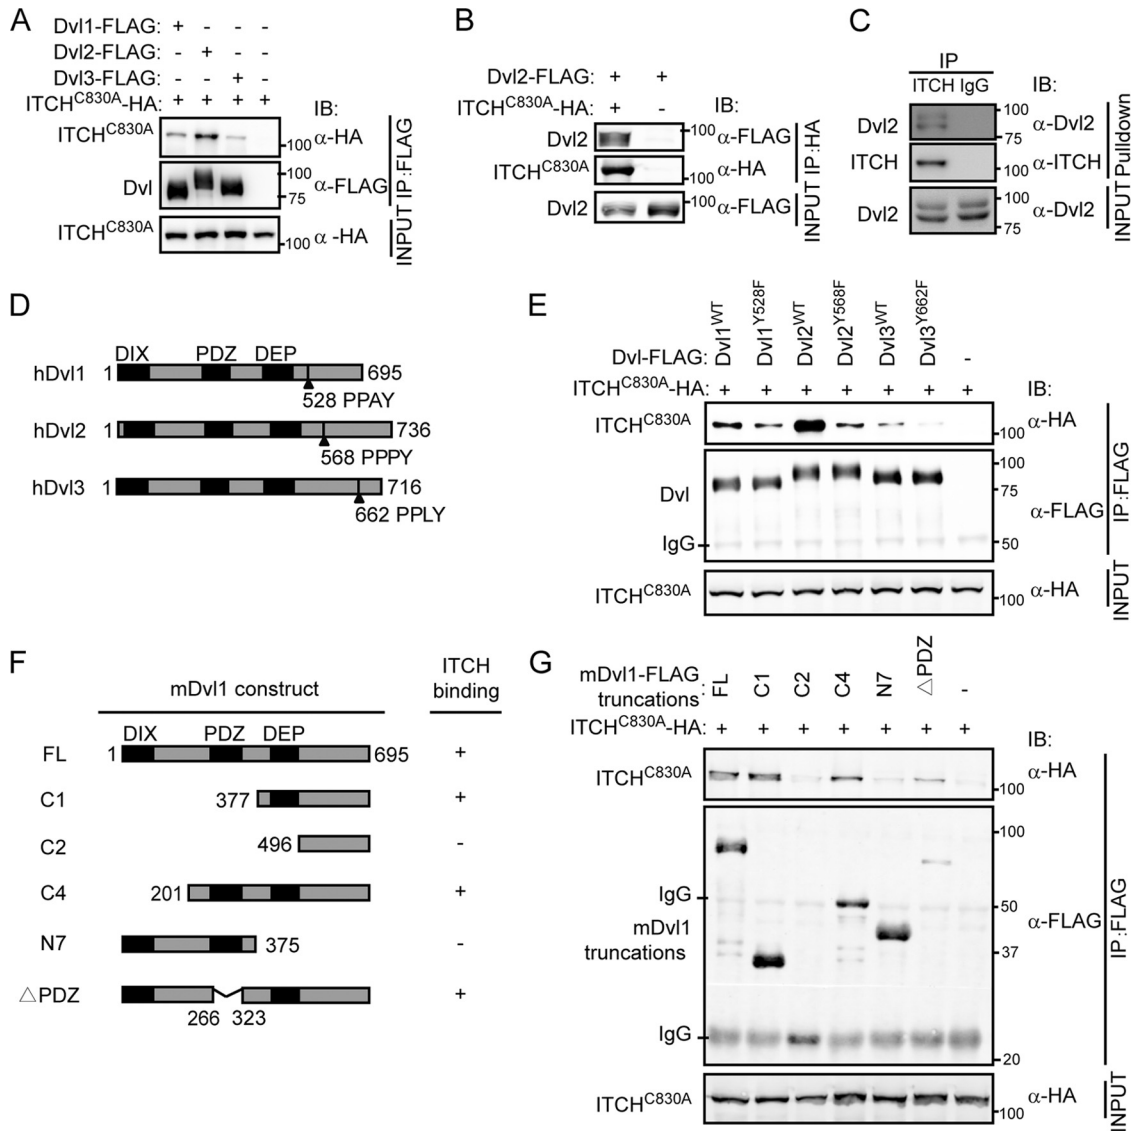 A
Dvl1-FLAG: + - - -
Dvl2-FLAG: - + - -
Dvl3-FLAG: - - + -
ITCHC830A-HA: + + + + IB:
ITCHC830A 100 α-HA
Dvl 100 75 α-FLAG
IP:FLAG
ITCHC830A 100 α -HA
INPUT
B
Dvl2-FLAG: + +
ITCHC830A-HA: + - IB:
Dvl2 100 α-FLAG
ITCHC830A 100 α-HA
IP:HA
Dvl2 α-FLAG
INPUT
C
IP
ITCH IgG IB:
Dvl2 100 75 α-Dvl2
ITCH 100 α-ITCH
Pulldown
Dvl2 100 75 α-Dvl2
INPUT
D
DIX PDZ DEP
hDvl1 1 695
528 PPAY
hDvl2 1 736
568 PPPY
hDvl3 1 716
662 PPLY
E
Dvl-FLAG: Dvl1WT Dvl1Y528F Dvl2WT Dvl2Y568F Dvl3WT Dvl3Y662F -
ITCHC830A-HA: + + + + + + + IB:
ITCHC830A 100 α-HA
Dvl 100 75
α-FLAG
IgG 50
IP:FLAG
ITCHC830A 100 α-HA
INPUT
F
mDvl1 construct
ITCH
binding
DIX PDZ DEP
FL 1 695 +
C1 377 +
C2 496 -
C4 201 +
N7 375 -
△PDZ +
266 323
G
mDvl1-FLAG
truncations: FL C1 C2 C4 N7 △PDZ -
ITCHC830A-HA: + + + + + + + IB:
ITCHC830A 100 α-HA
100
IgG 50
α-FLAG
mDvl1
truncations 37
IgG
20
IP:FLAG
ITCHC830A 100 α-HA
INPUT